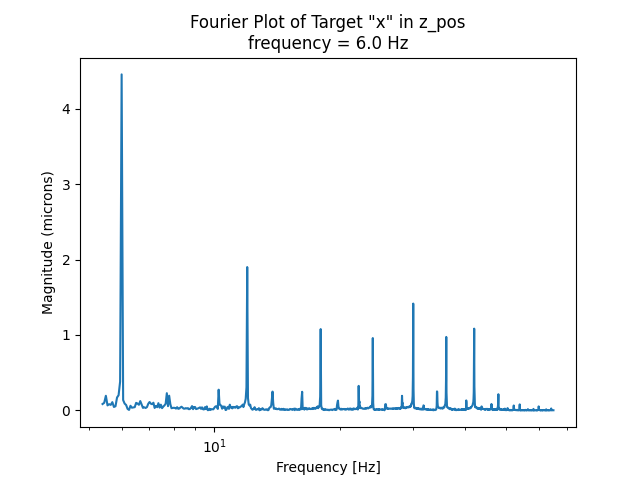 Fourier Plot of Target "x" in z_pos
frequency = 6.0 Hz
Magnitude (microns)
4
3
2
1
0
10^1
Frequency [Hz]